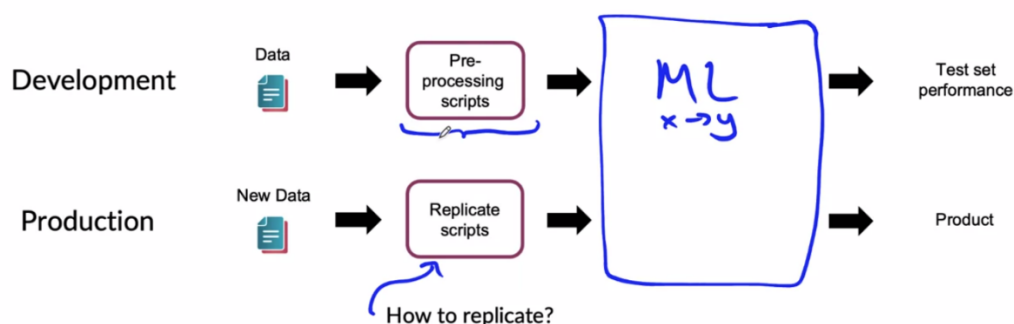 Development
Data
Pre-
processing
scripts
ML
x → y
Test set
performance
Production
New Data
Replicate
scripts
Product
How to replicate?